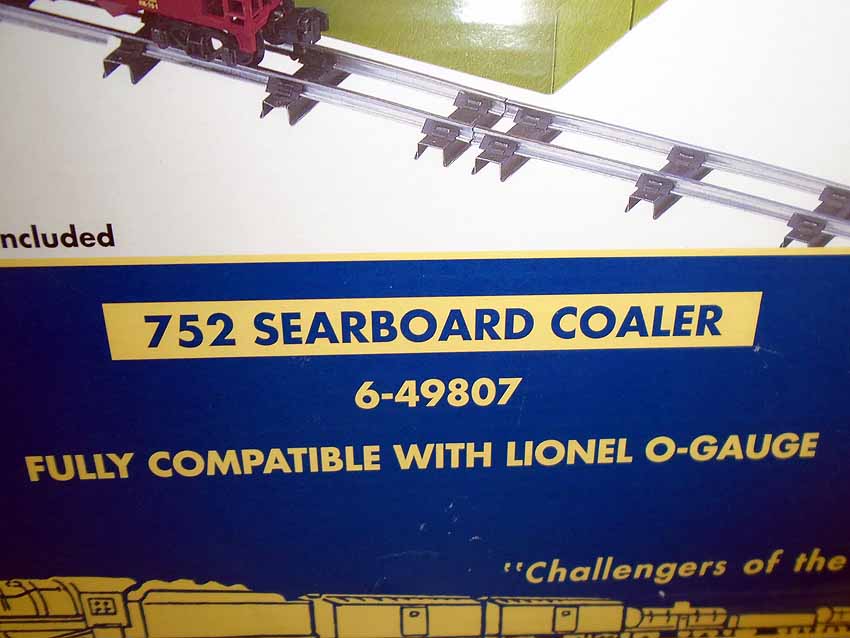 ncluded
752 SEARBOARD COALER
6-49807
FULLY COMPATIBLE WITH LIONEL O-GAUGE
"Challengers of the